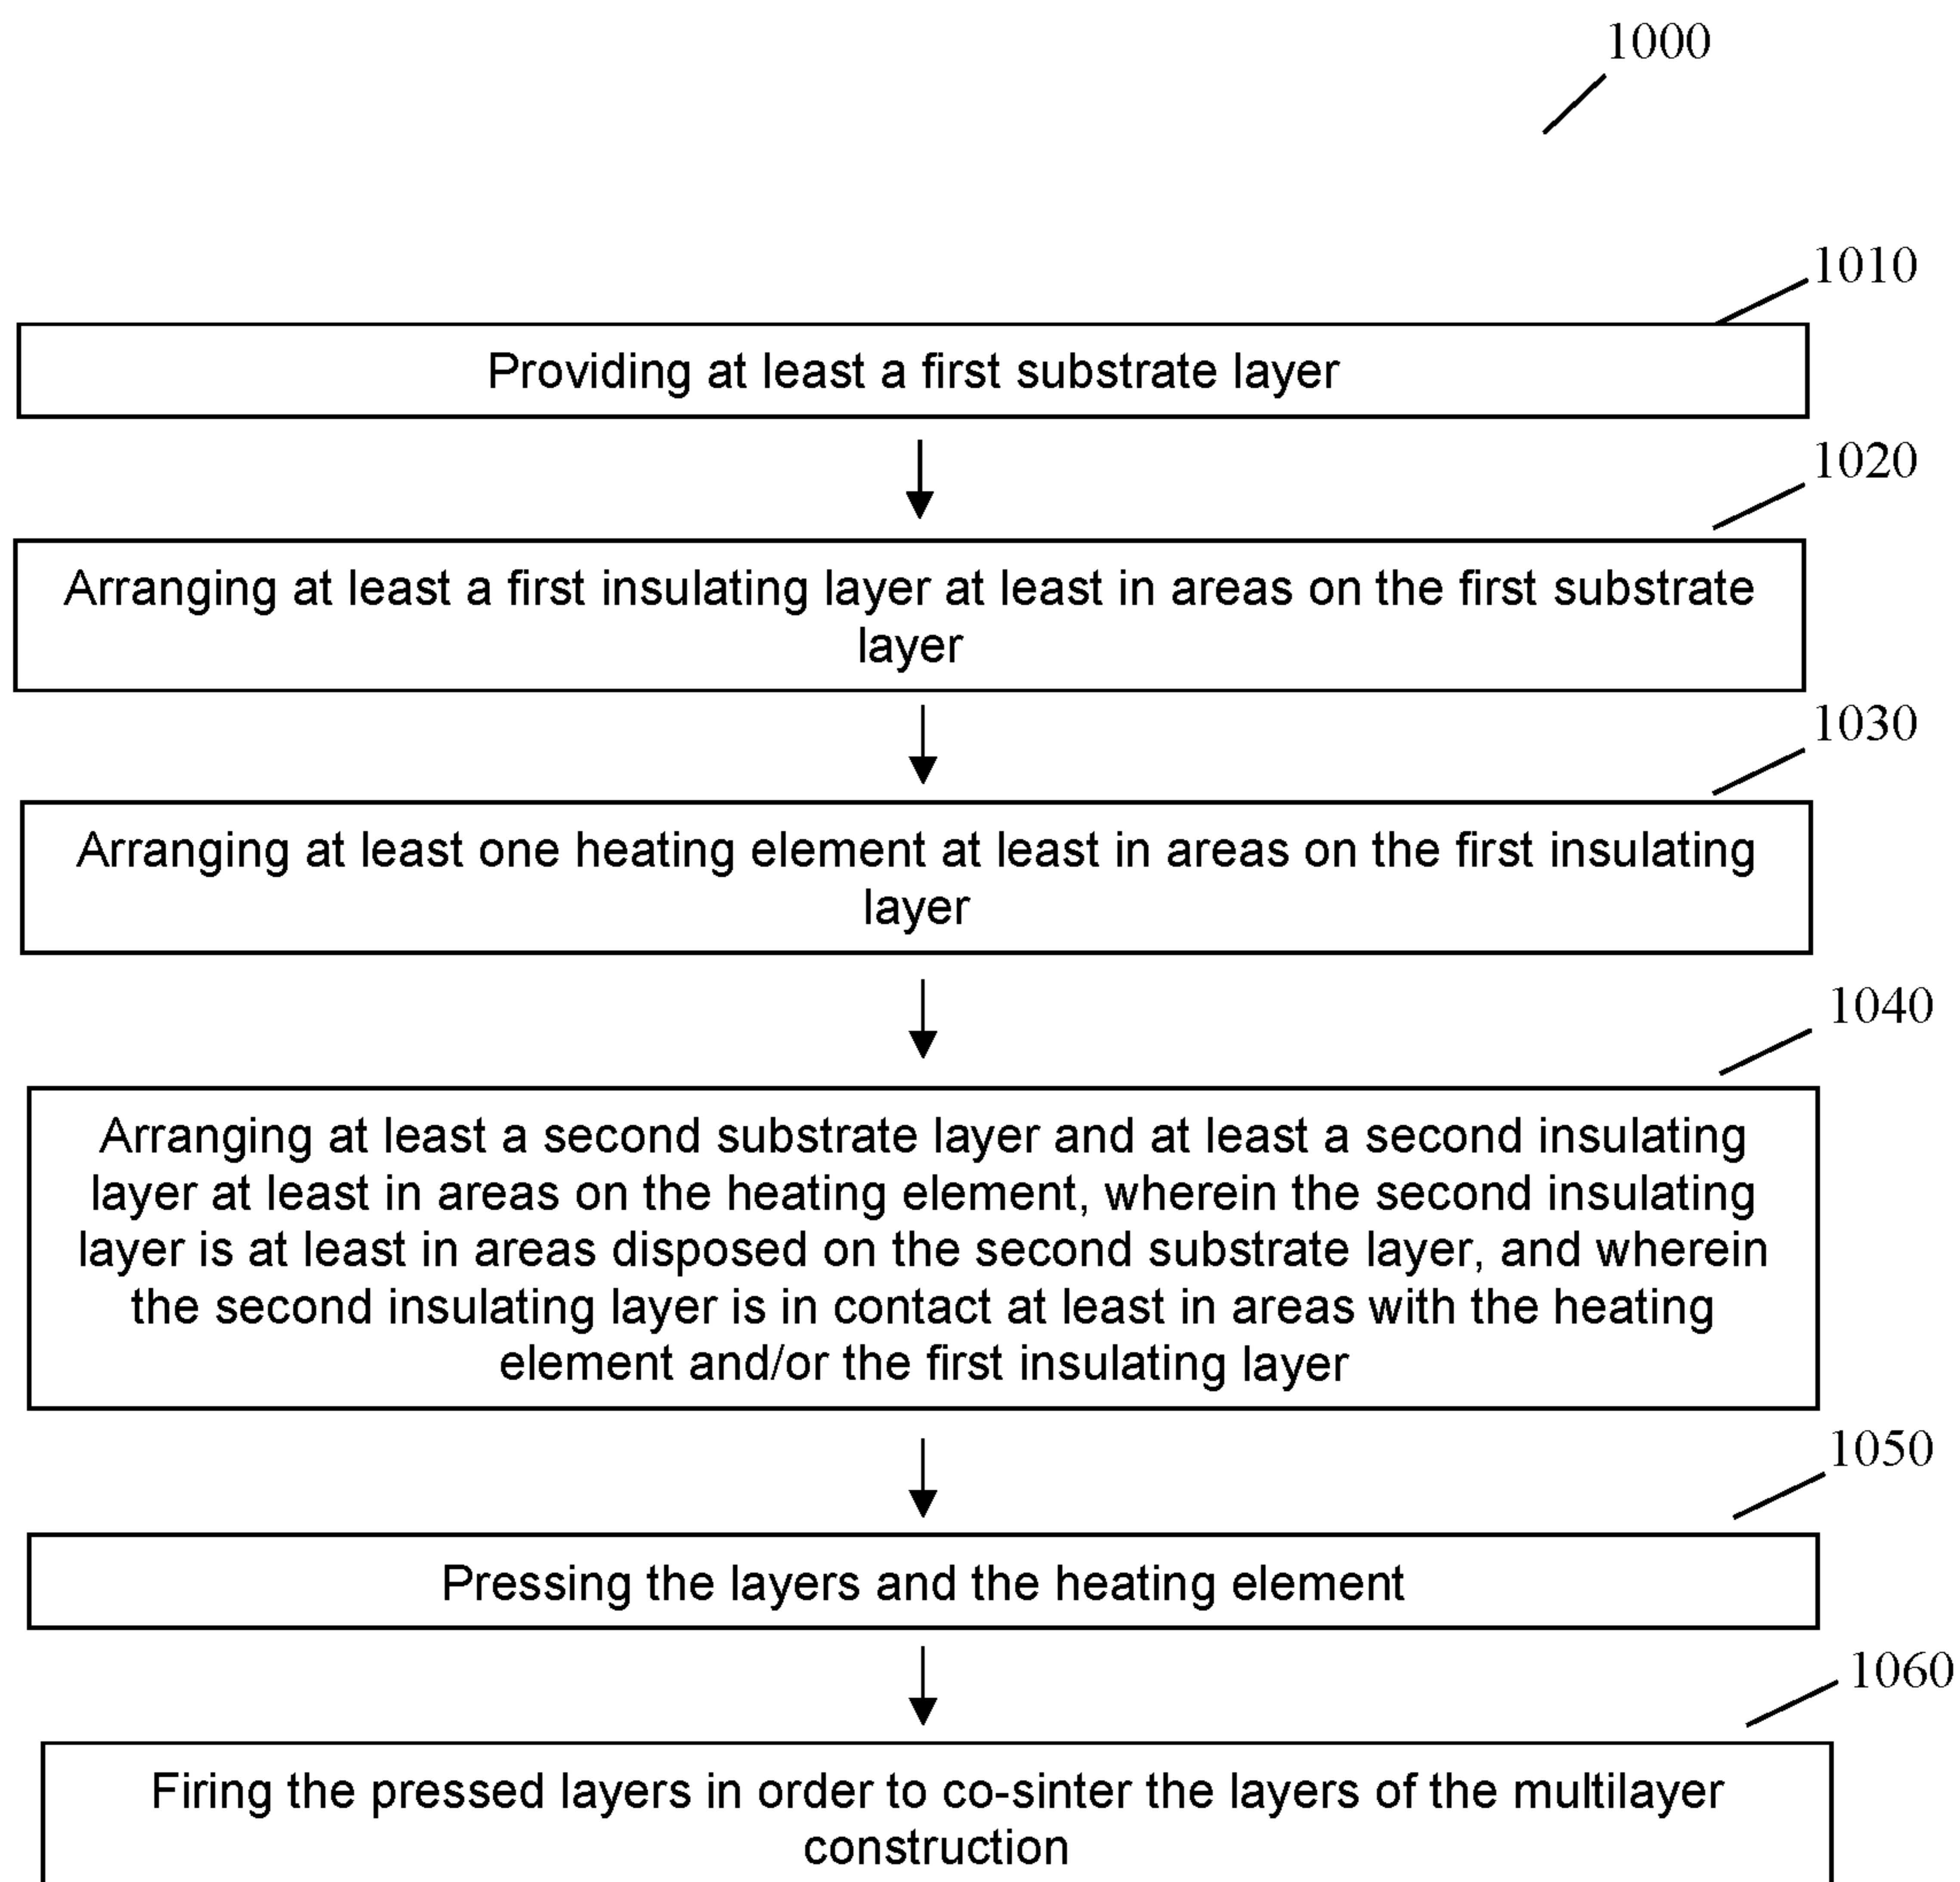 1000
1010
Providing at least a first substrate layer
1020
Arranging at least a first insulating layer at least in areas on the first substrate
layer
1030
Arranging at least one heating element at least in areas on the first insulating
layer
1040
Arranging at least a second substrate layer and at least a second insulating
layer at least in areas on the heating element, wherein the second insulating
layer is at least in areas disposed on the second substrate layer, and wherein
the second insulating layer is in contact at least in areas with the heating
element and/or the first insulating layer
1050
Pressing the layers and the heating element
1060
Firing the pressed layers in order to co-sinter the layers of the multilayer
construction